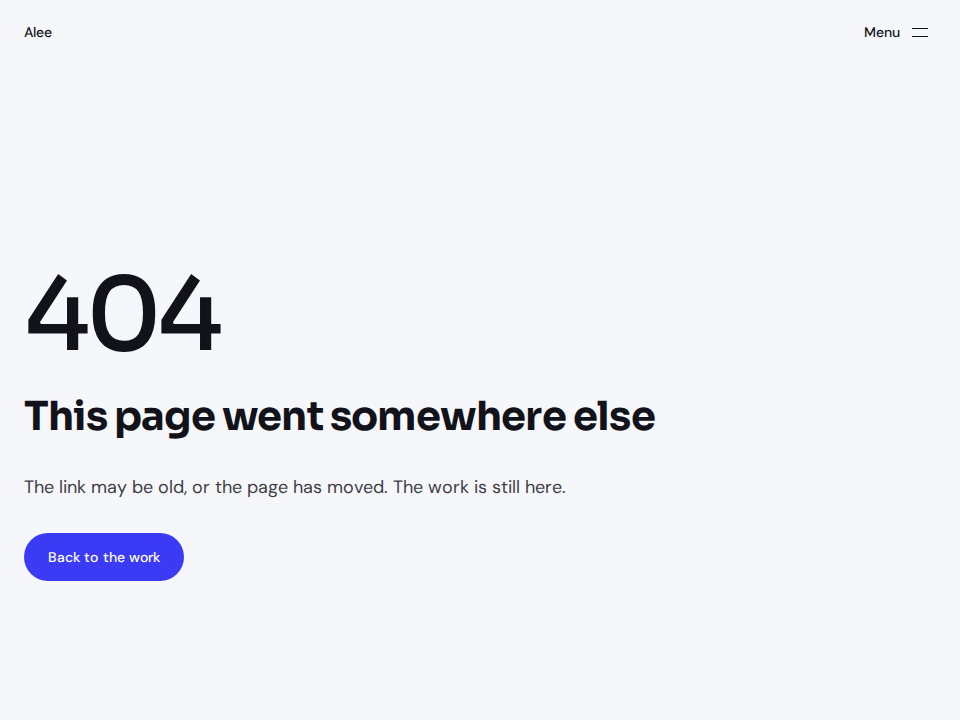 Alee
Menu
404
This page went somewhere else
The link may be old, or the page has moved. The work is still here.
Back to the work